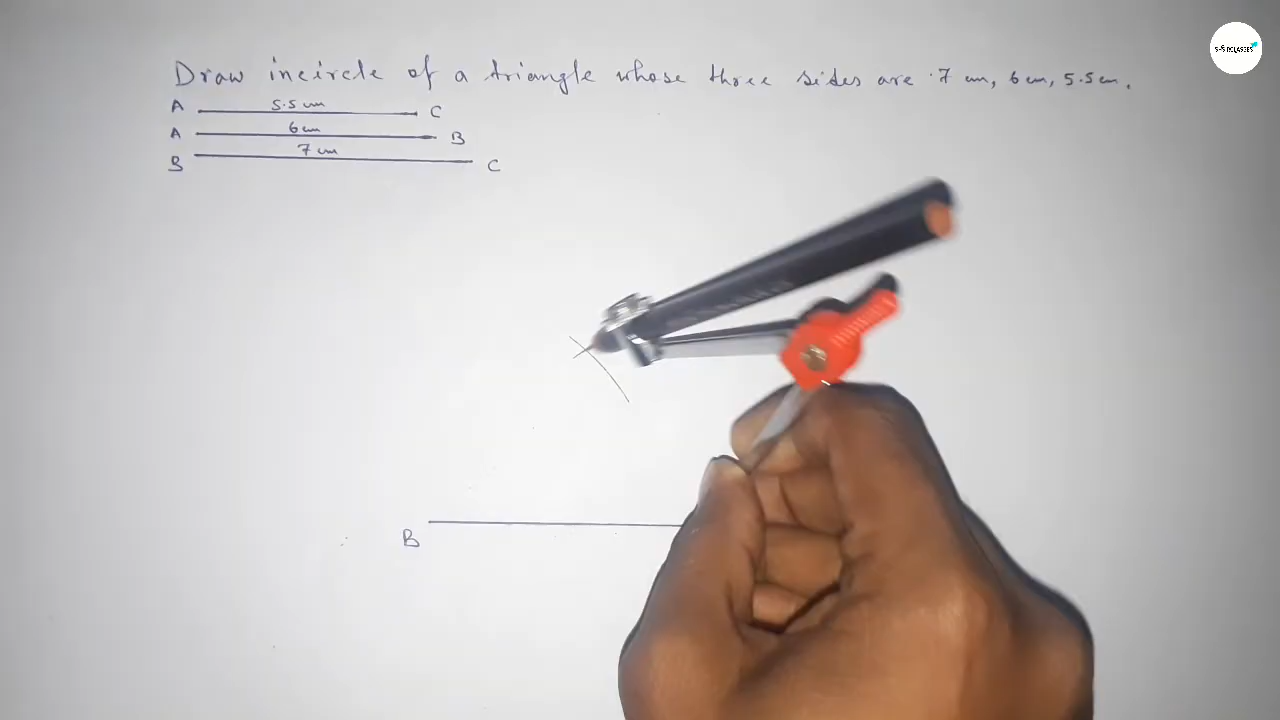 Draw incircle of a triangle whose three sides are 7 cm, 6 cm, 5.5 cm.
A 5.5 cm C
A 6 cm B
B 7 cm C
B
S-SIRCLASSES